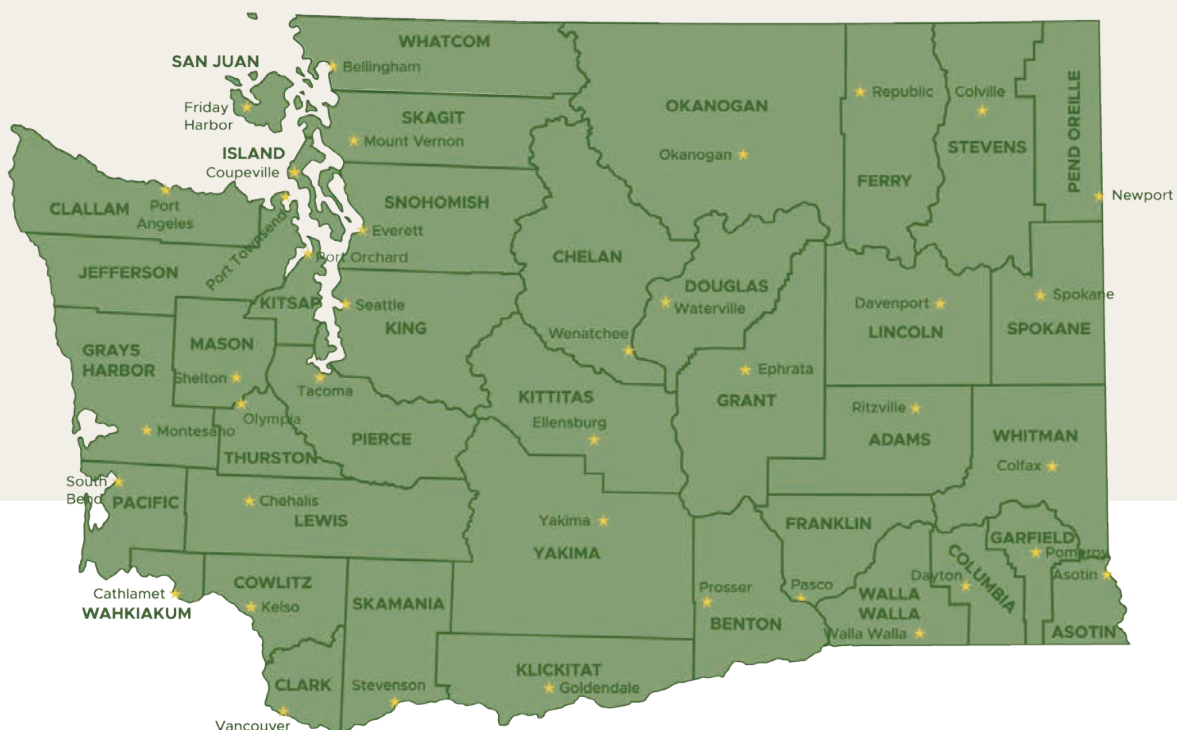 WHATCOM
Bellingham
SAN JUAN
Friday
Harbor
SKAGIT
Mount Vernon
ISLAND
Coupeville
OKANOGAN
Okanogan
Republic
FERRY
Colville
STEVENS
PEND OREILLE
Newport
CLALLAM
Port
Angeles
Port Townsend
SNOHOMISH
Everett
JEFFERSON
Port Orchard
KITSAP
Seattle
KING
CHELAN
Wenatchee
DOUGLAS
Waterville
Davenport
LINCOLN
Spokane
SPOKANE
GRAYS
HARBOR
Montesano
MASON
Shelton
Tacoma
Olympia
THURSTON
PIERCE
KITTITAS
Ellensburg
Ephrata
GRANT
Ritzville
ADAMS
WHITMAN
Colfax
South
Bend
PACIFIC
Chehalis
LEWIS
Yakima
YAKIMA
FRANKLIN
Pasco
GARFIELD
Pomeroy
Cathlamet
WAHKIAKUM
COWLITZ
Kelso
SKAMANIA
Stevenson
Prosser
BENTON
WALLA
WALLA
Walla Walla
Dayton
COLUMBIA
Asotin
ASOTIN
CLARK
Vancouver
KLICKITAT
Goldendale